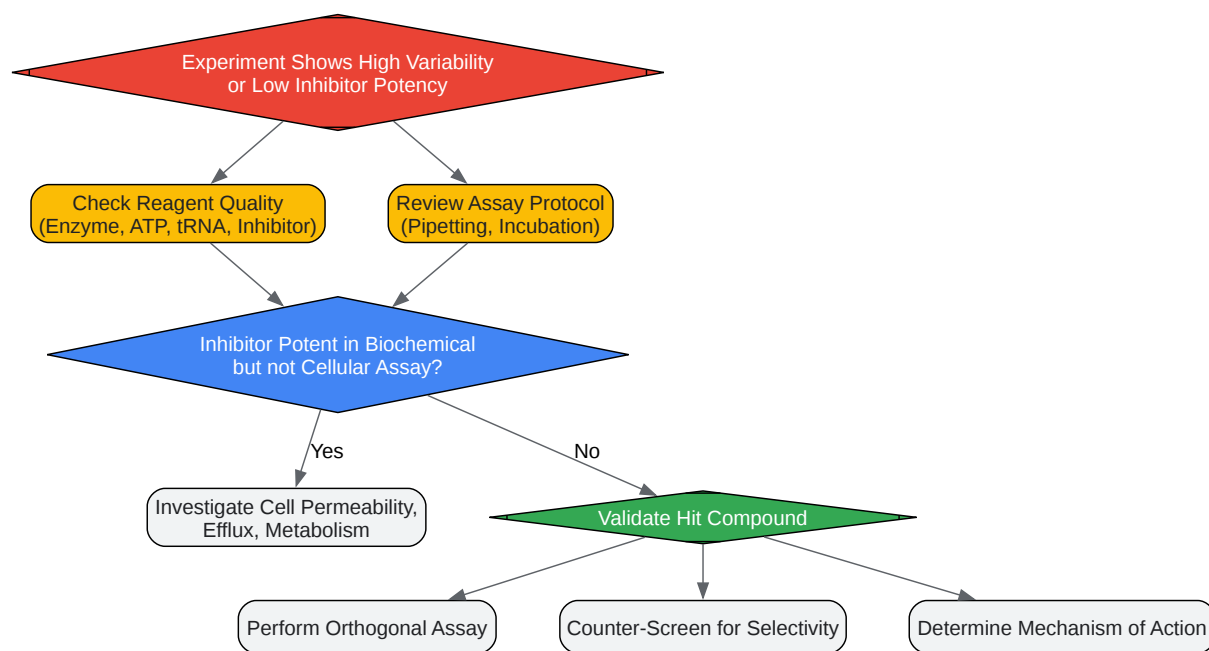 Experiment Shows High Variability
or Low Inhibitor Potency
Check Reagent Quality
(Enzyme, ATP, tRNA, Inhibitor)
Review Assay Protocol
(Pipetting, Incubation)
Inhibitor Potent in Biochemical
but not Cellular Assay?
Yes
No
Investigate Cell Permeability,
Efflux, Metabolism
Validate Hit Compound
Perform Orthogonal Assay
Counter-Screen for Selectivity
Determine Mechanism of Action